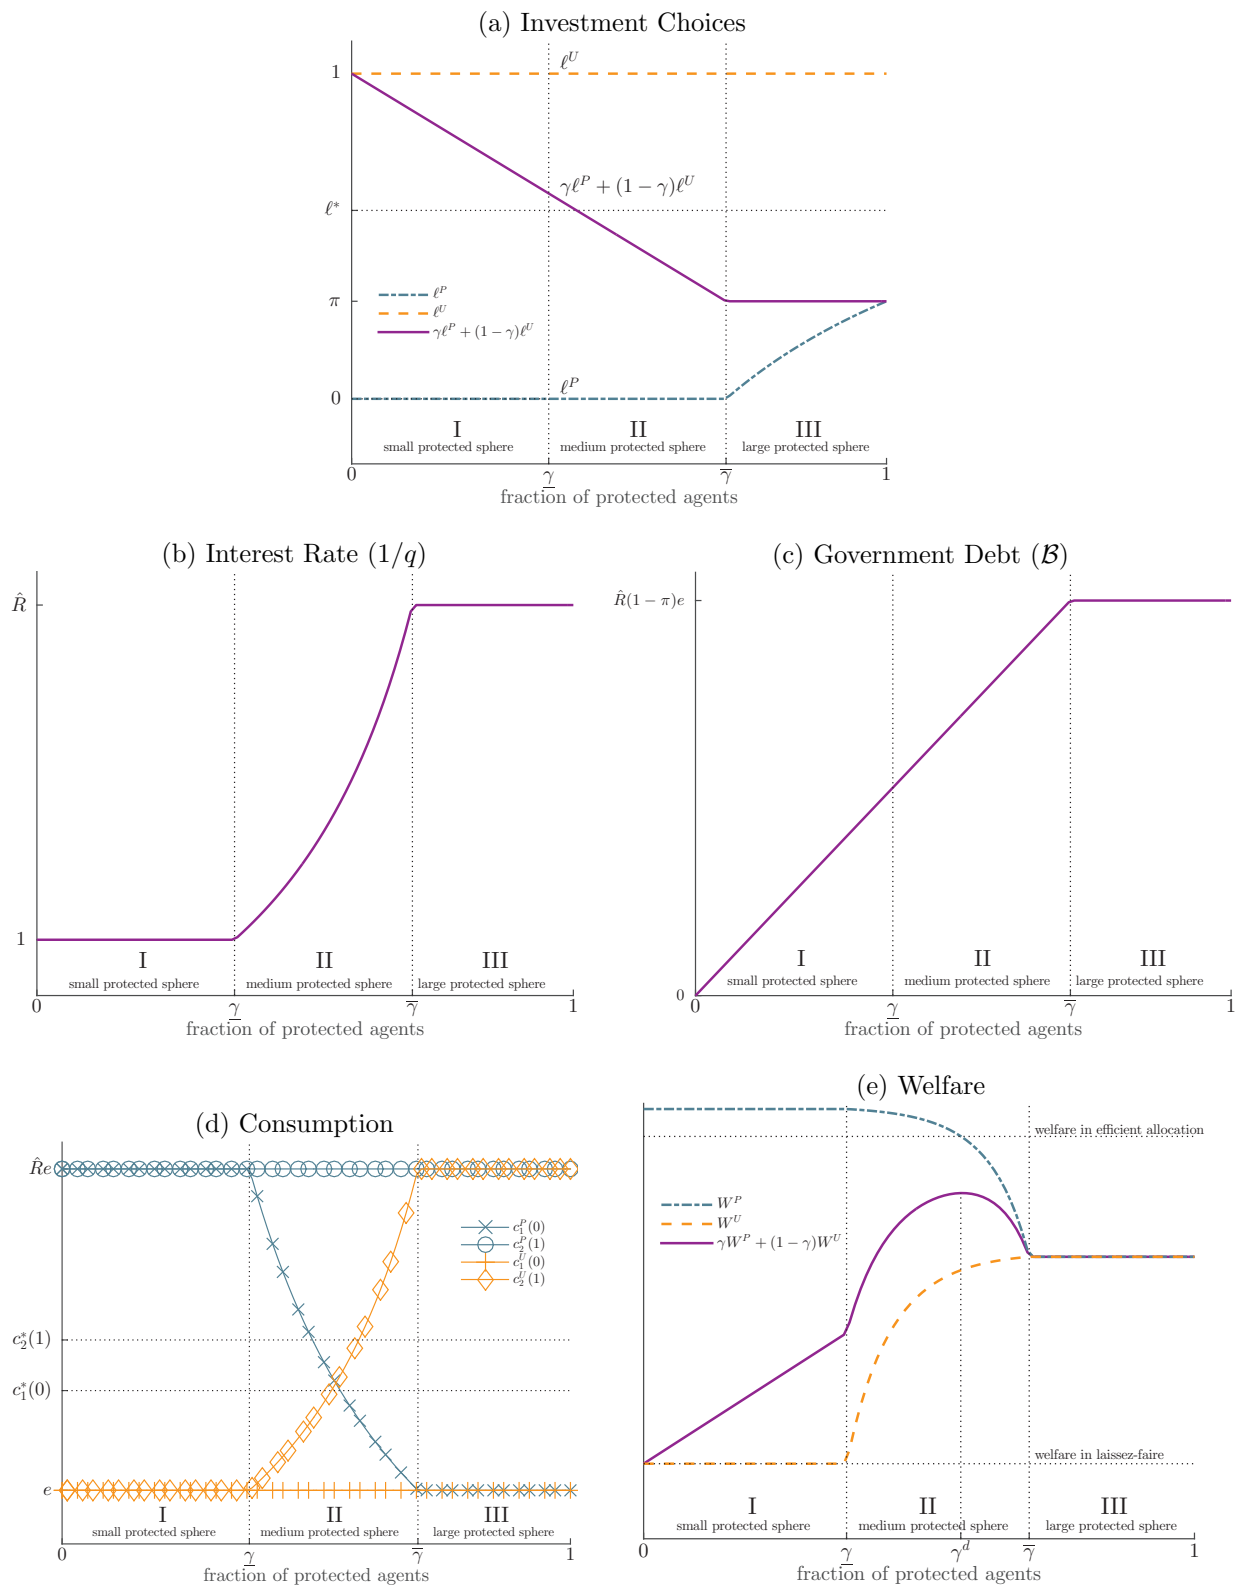 (a) Investment Choices
1
ℓ^U
γℓ^P + (1 − γ)ℓ^U
ℓ*
π
ℓ^P
ℓ^U
γℓ^P + (1 − γ)ℓ^U
0
ℓ^P
I
II
III
small protected sphere
medium protected sphere
large protected sphere
0
γ̲
γ̅
1
fraction of protected agents
(b) Interest Rate (1/q)
R̂
1
I
II
III
small protected sphere
medium protected sphere
large protected sphere
0
γ̲
γ̅
1
fraction of protected agents
(c) Government Debt (ℬ)
R̂(1 − π)e
I
II
III
small protected sphere
medium protected sphere
large protected sphere
0
0
γ̲
γ̅
1
fraction of protected agents
(d) Consumption
R̂e
c₁^P(0)
c₂^P(1)
c₁^U(0)
c₂^U(1)
c₂*(1)
c₁*(0)
e
I
II
III
small protected sphere
medium protected sphere
large protected sphere
0
γ̲
γ̅
1
fraction of protected agents
(e) Welfare
welfare in efficient allocation
W^P
W^U
γW^P + (1 − γ)W^U
welfare in laissez-faire
I
II
III
small protected sphere
medium protected sphere
large protected sphere
0
γ̲
γ^d
γ̅
1
fraction of protected agents